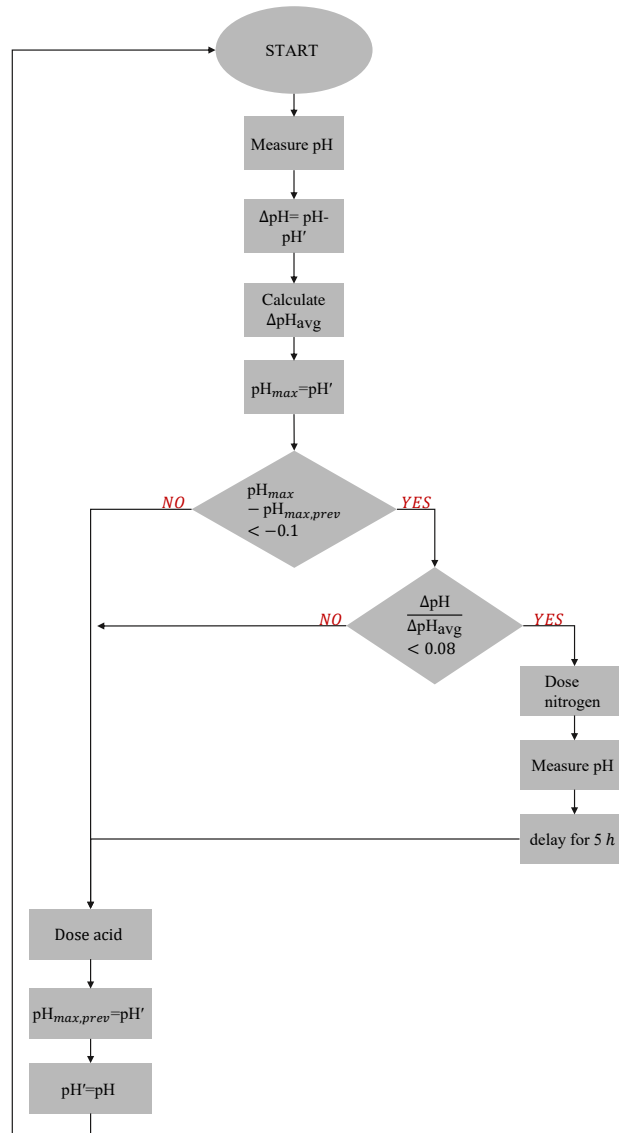 START
Measure pH
ΔpH= pH-
pH′
Calculate
ΔpHavg
pHmax=pH′
pHmax
− pHmax,prev
< −0.1
NO
YES
ΔpH
ΔpHavg
< 0.08
NO
YES
Dose
nitrogen
Measure pH
delay for 5 h
Dose acid
pHmax,prev=pH′
pH′=pH